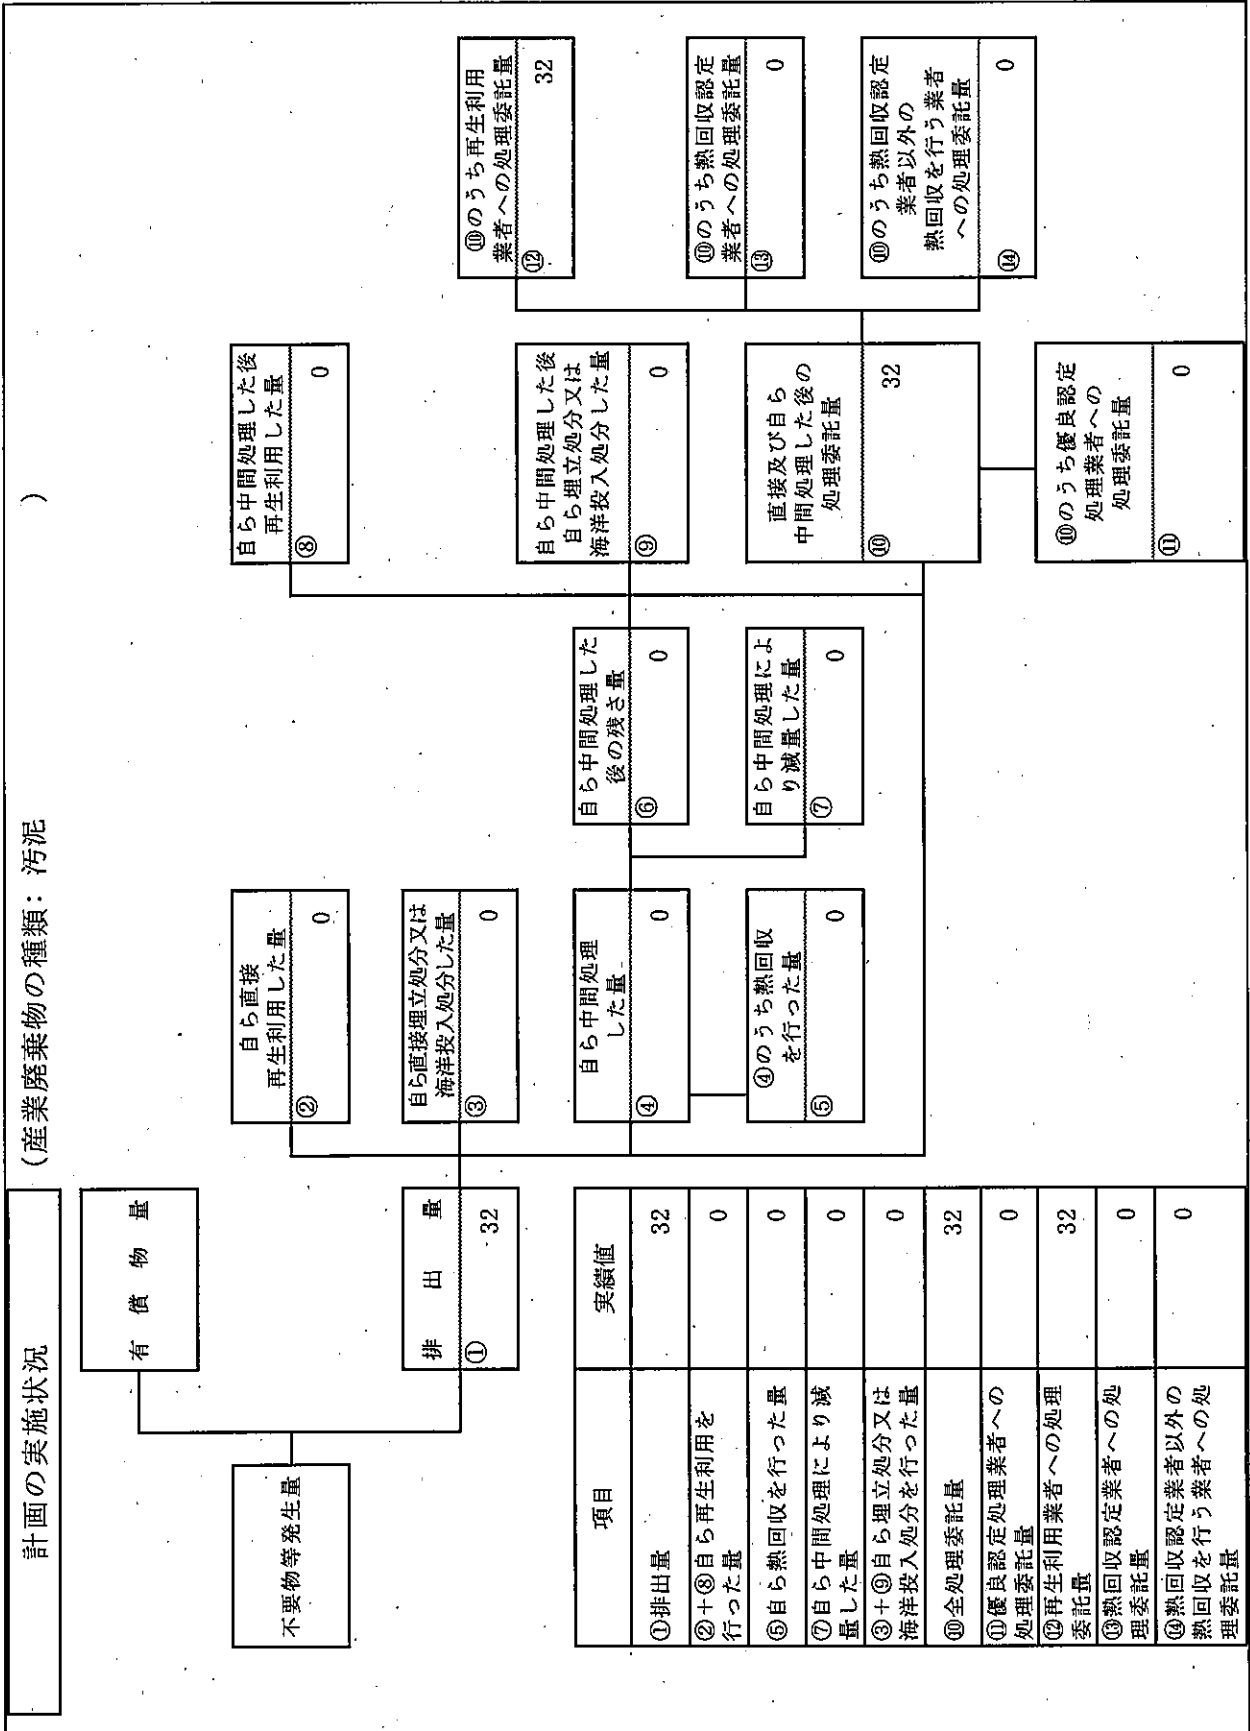 計画の実施状況
(産業廃棄物の種類: 汚泥 )
不要物等発生量
有償物量
排出量
① 32
自ら直接
再生利用した量
② 0
自ら直接埋立処分又は
海洋投入処分した量
③ 0
自ら中間処理
した量
④ 0
④のうち熱回収
を行った量
⑤ 0
自ら中間処理した
後の残さ量
⑥ 0
自ら中間処理によ
り減量した量
⑦ 0
自ら中間処理した後
再生利用した量
⑧ 0
自ら中間処理した後
自ら埋立処分又は
海洋投入処分した量
⑨ 0
直接及び自ら
中間処理した後の
処理委託量
⑩ 32
⑩のうち優良認定
処理業者への
処理委託量
⑪ 0
⑩のうち再生利用
業者への処理委託量
⑫ 32
⑩のうち熱回収認定
業者への処理委託量
⑬ 0
⑩のうち熱回収認定
業者以外の
熱回収を行う業者
への処理委託量
⑭ 0
項目 実績値
①排出量 32
②+⑧自ら再生利用を
行った量 0
⑤自ら熱回収を行った量 0
⑦自ら中間処理により減
量した量 0
③+⑨自ら埋立処分又は
海洋投入処分を行った量 0
⑩全処理委託量 32
⑪優良認定処理業者への
処理委託量 0
⑫再生利用業者への処理
委託量 32
⑬熱回収認定業者への処
理委託量 0
⑭熱回収認定業者以外の
熱回収を行う業者への処
理委託量 0